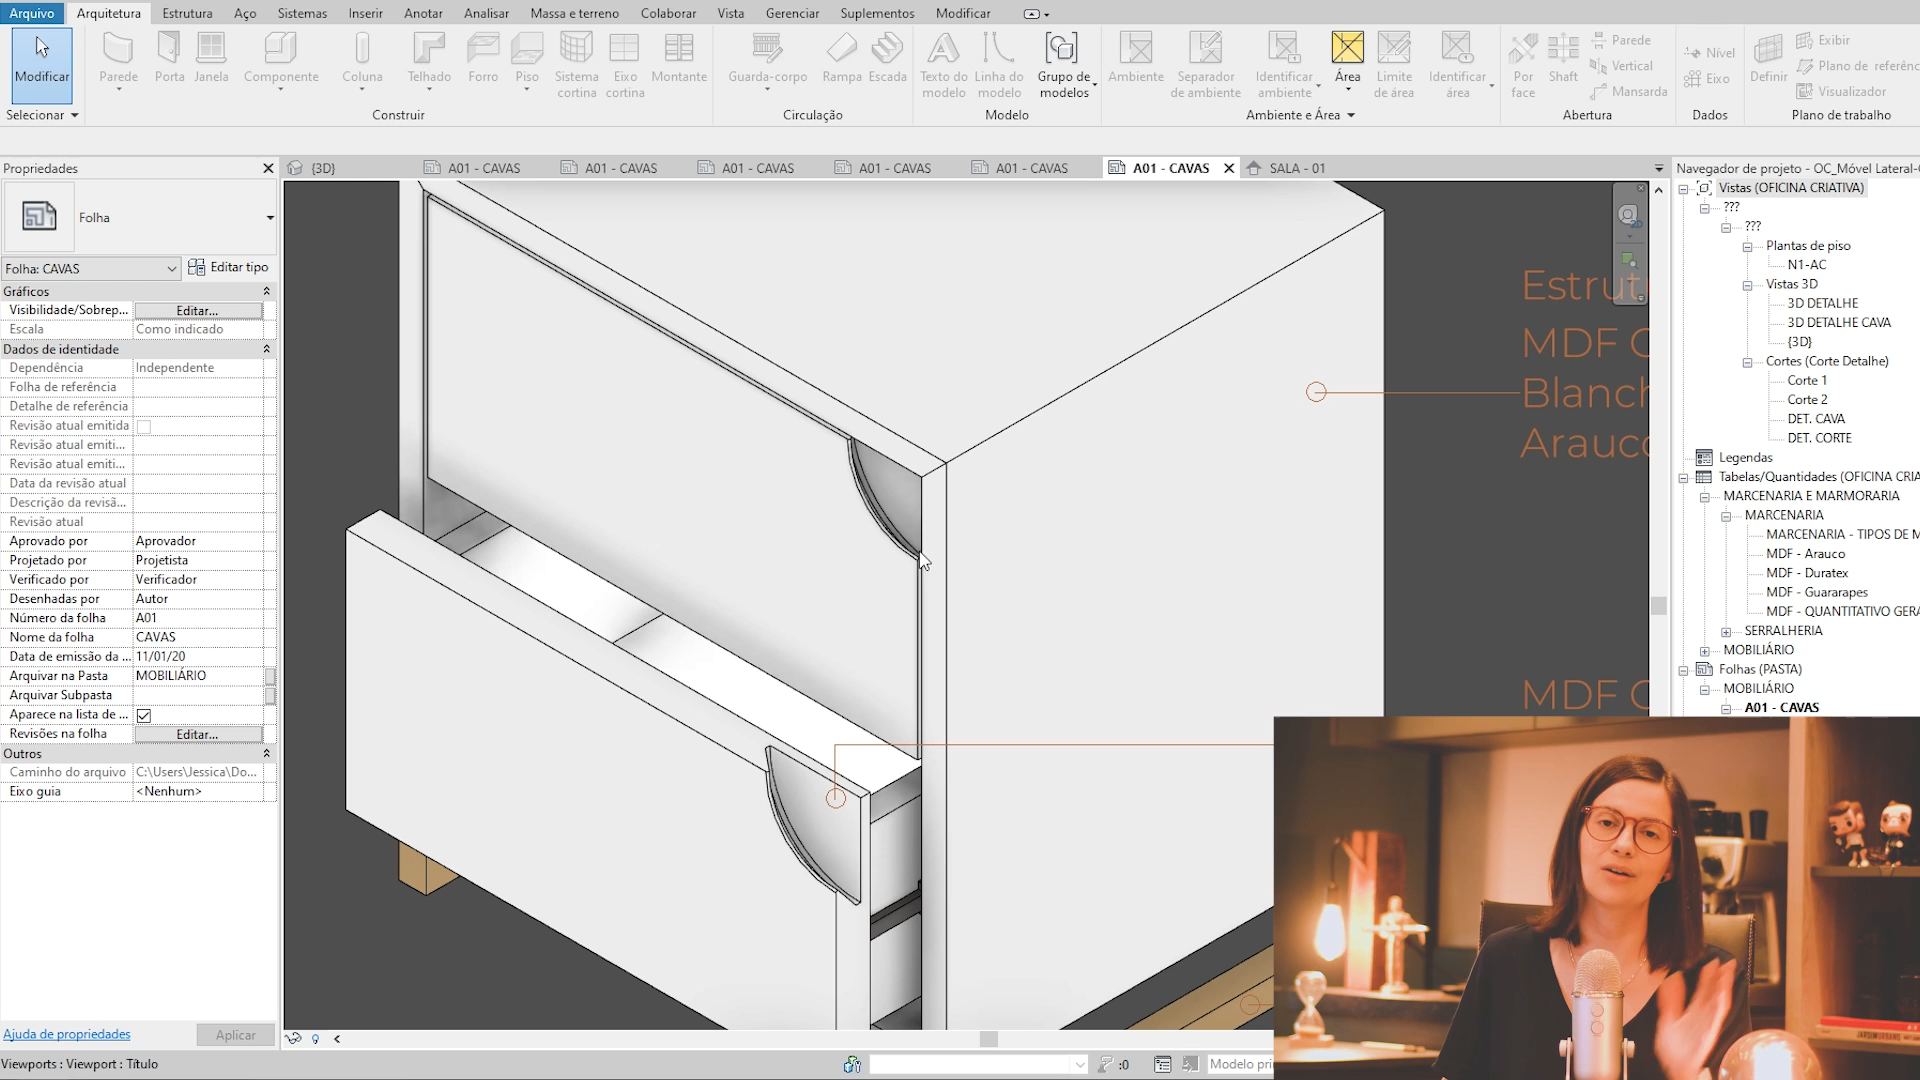 Arquivo Arquitetura Estrutura Aço Sistemas Inserir Anotar Analisar Massa e terreno Colaborar Vista Gerenciar Suplementos Modificar
Modificar
Parede Porta Janela Componente Coluna Telhado Forro Piso Sistema cortina Eixo cortina Montante
Guarda-corpo Rampa Escada
Texto do modelo Linha do modelo Grupo de modelos
Ambiente Separador de ambiente Identificar ambiente Área Limite de área Identificar área
Por face Shaft Parede Vertical Mansarda
Nível Eixo
Definir Exibir Plano de Visualizador
Selecionar Construir Circulação Modelo Ambiente e Área Abertura Dados Plano de trabalho
Propriedades
{3D} A01 - CAVAS A01 - CAVAS A01 - CAVAS A01 - CAVAS A01 - CAVAS A01 - CAVAS SALA - 01
Folha
Folha: CAVAS Editar tipo
Gráficos
Visibilidade/Sobrep... Editar...
Escala Como indicado
Dados de identidade
Dependência Independente
Folha de referência
Detalhe de referência
Revisão atual emitida
Revisão atual emiti...
Revisão atual emiti...
Data da revisão atual
Descrição da revisã...
Revisão atual
Aprovado por Aprovador
Projetado por Projetista
Verificado por Verificador
Desenhadas por Autor
Número da folha A01
Nome da folha CAVAS
Data de emissão da ... 11/01/20
Arquivar na Pasta MOBILIÁRIO
Arquivar Subpasta
Aparece na lista de ...
Revisões na folha Editar...
Outros
Caminho do arquivo C:\Users\Jessica\Do...
Eixo guia <Nenhum>
Ajuda de propriedades Aplicar
Viewports : Viewport : Título
:0
Modelo
MDF
MDF
Navegador de projeto - OC_Móvel Lateral-
Vistas (OFICINA CRIATIVA)
???
???
Plantas de piso
N1-AC
Vistas 3D
3D DETALHE
3D DETALHE CAVA
{3D}
Cortes (Corte Detalhe)
Corte 1
Corte 2
DET. CAVA
DET. CORTE
Legendas
Tabelas/Quantidades (OFICINA
MARCENARIA E MARMORARIA
MARCENARIA
MARCENARIA - TIPOS DE
MDF - Arauco
MDF - Duratex
MDF - Guararapes
MDF - QUANTITATIVO
SERRALHERIA
MOBILIÁRIO
Folhas (PASTA)
MOBILIÁRIO
A01 - CAVAS